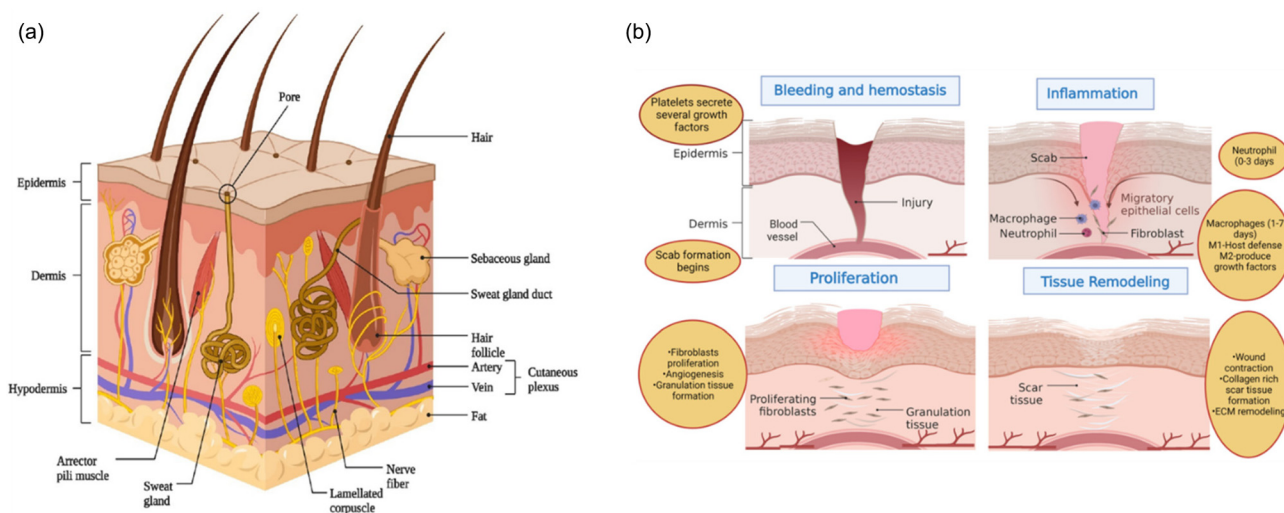 (a)
Pore
Hair
Epidermis
Dermis
Sebaceous gland
Sweat gland duct
Hair
follicle
Artery
Vein
Cutaneous
plexus
Hypodermis
Fat
Arrector
pili muscle
Sweat
gland
Lamellated
corpuscle
Nerve
fiber
(b)
Bleeding and hemostasis
Platelets secrete
several growth
factors
Epidermis
Dermis
Injury
Blood
vessel
Scab formation
begins
Inflammation
Scab
Neutrophil
(0-3 days
Migratory
epithelial cells
Macrophage
Neutrophil
Fibroblast
Macrophages (1-7
days)
M1-Host defense
M2-produce
growth factors
Proliferation
•Fibroblasts
proliferation
•Angiogenesis
•Granulation tissue
formation
Proliferating
fibroblasts
Granulation
tissue
Tissue Remodeling
Scar
tissue
•Wound
contraction
•Collagen rich
scar tissue
formation
•ECM remodeling